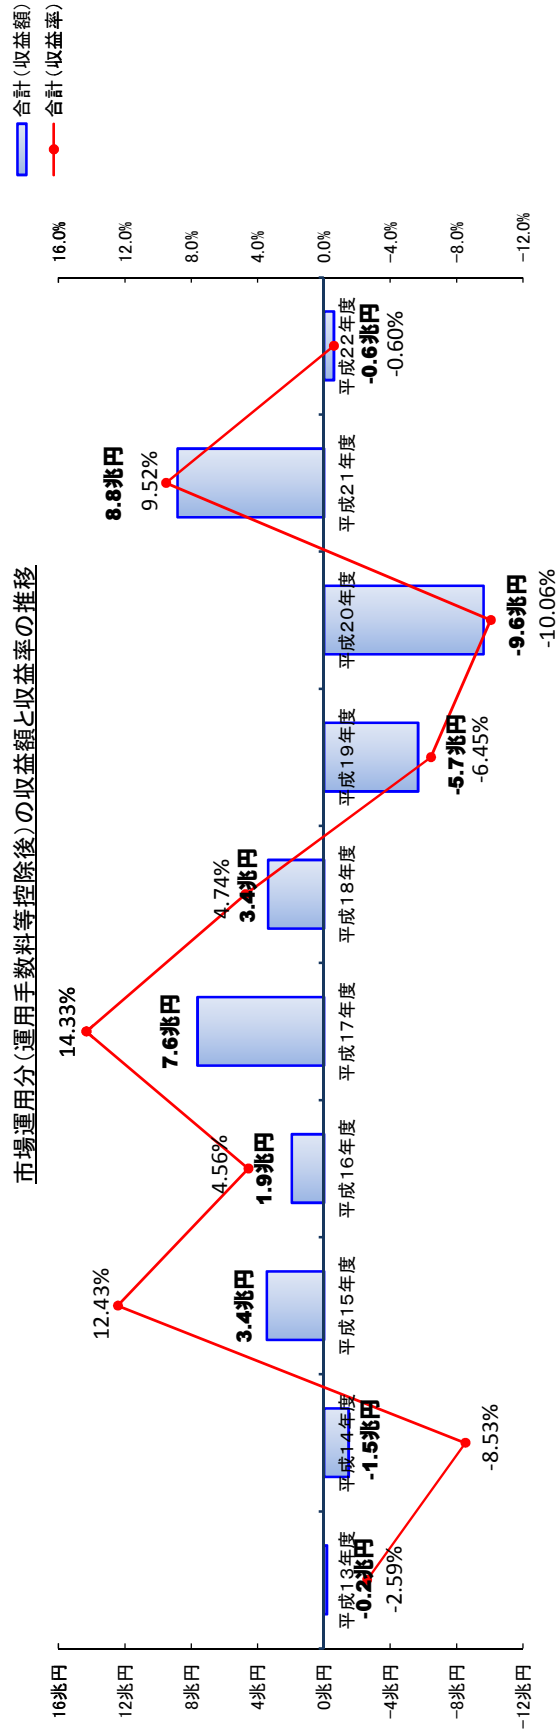 市場運用分（運用手数料等控除後）の収益額と収益率の推移
合計（収益額）
合計（収益率）
16兆円
12兆円
8兆円
4兆円
0兆円
−4兆円
−8兆円
−12兆円
16.0%
12.0%
8.0%
4.0%
0.0%
−4.0%
−8.0%
−12.0%
平成13年度
-0.2兆円
-2.59%
平成14年度
-1.5兆円
-8.53%
12.43%
3.4兆円
平成15年度
4.56%
1.9兆円
平成16年度
14.33%
7.6兆円
平成17年度
4.74%
3.4兆円
平成18年度
平成19年度
-5.7兆円
-6.45%
平成20年度
-9.6兆円
-10.06%
8.8兆円
9.52%
平成21年度
平成22年度
-0.6兆円
-0.60%